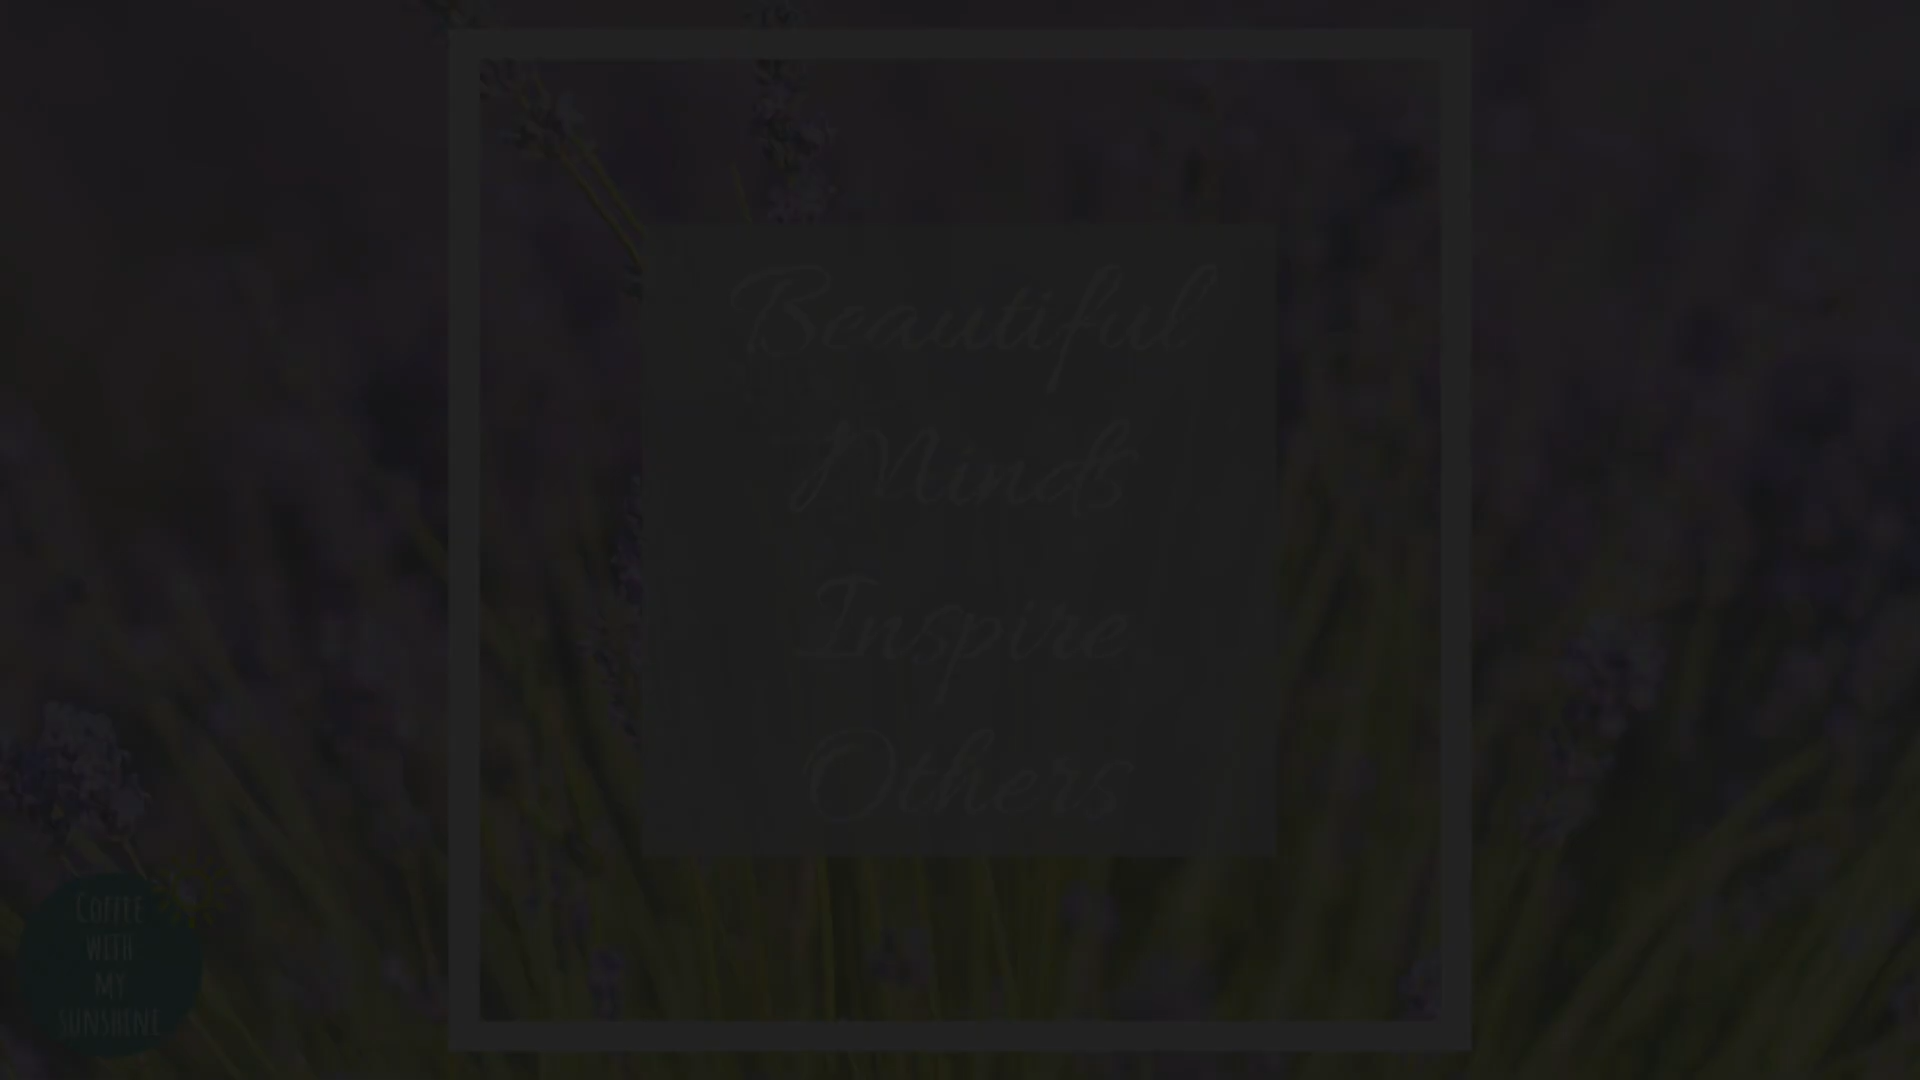 Beautiful
Minds
Inspire
Others
COFFEE
WITH
MY
SUNSHINE